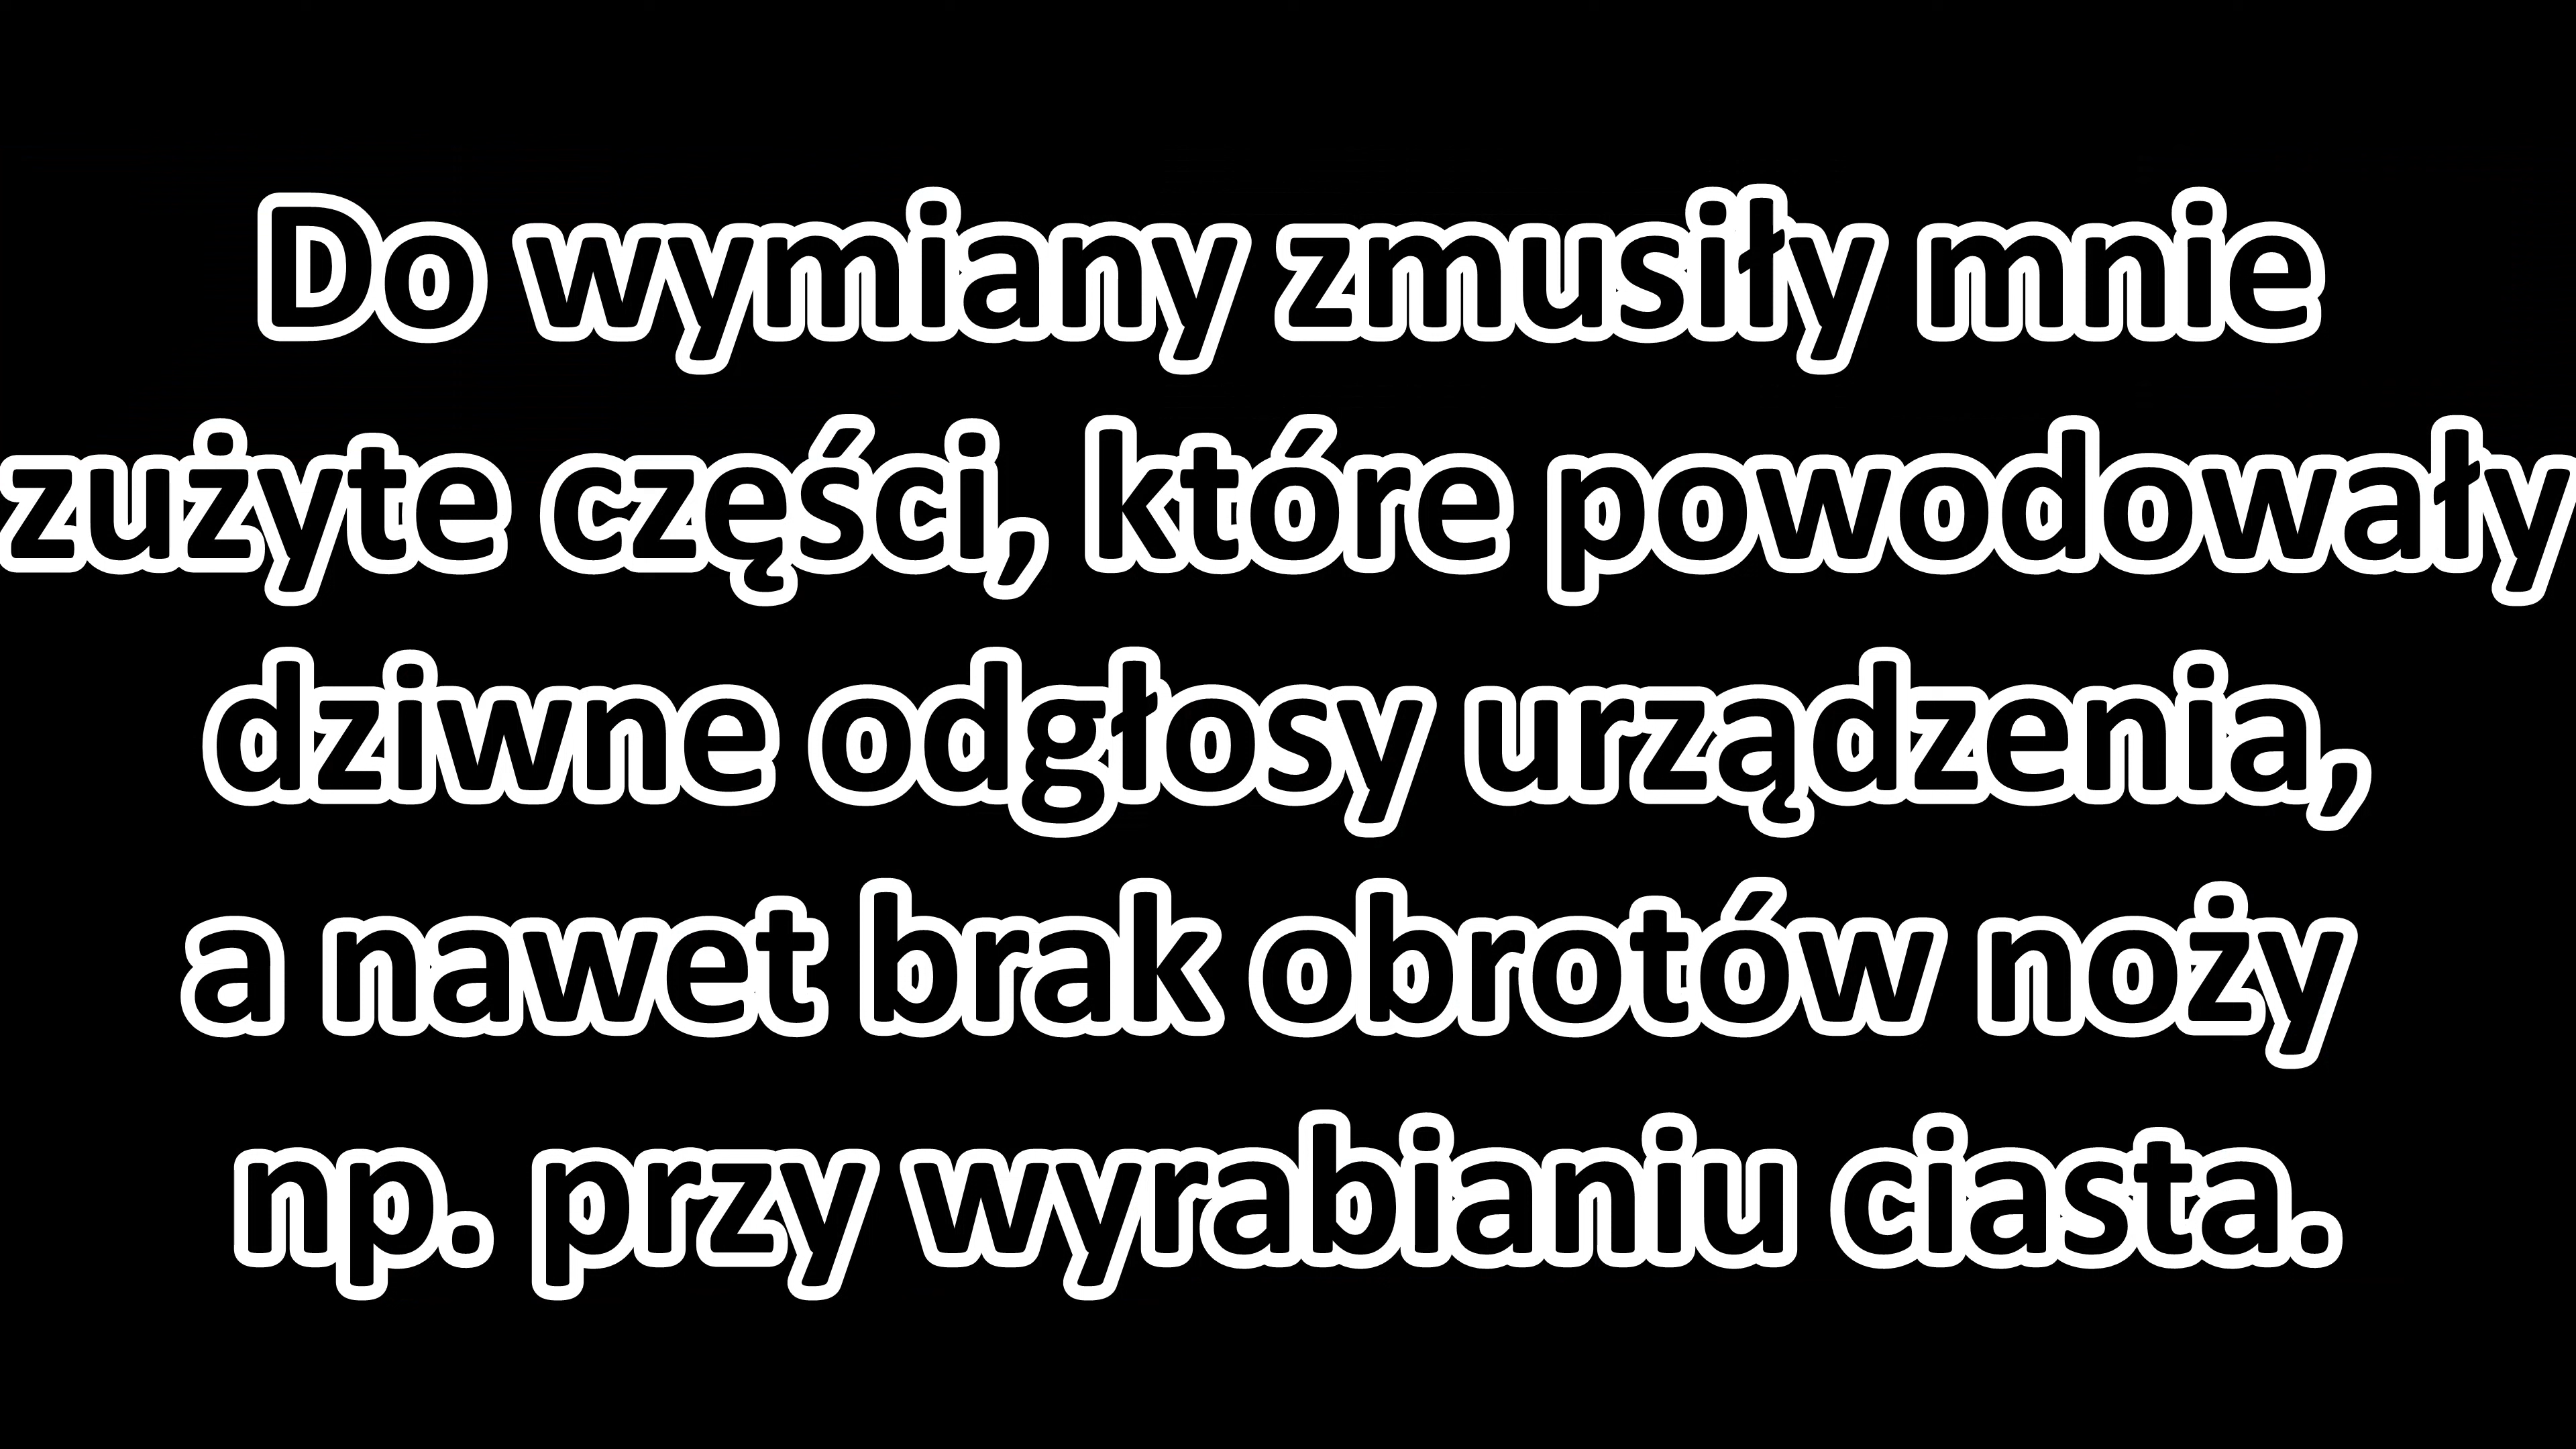 Do wymiany zmusiły mnie
zużyte części, które powodowały
dziwne odgłosy urządzenia,
a nawet brak obrotów noży
np. przy wyrabianiu ciasta.